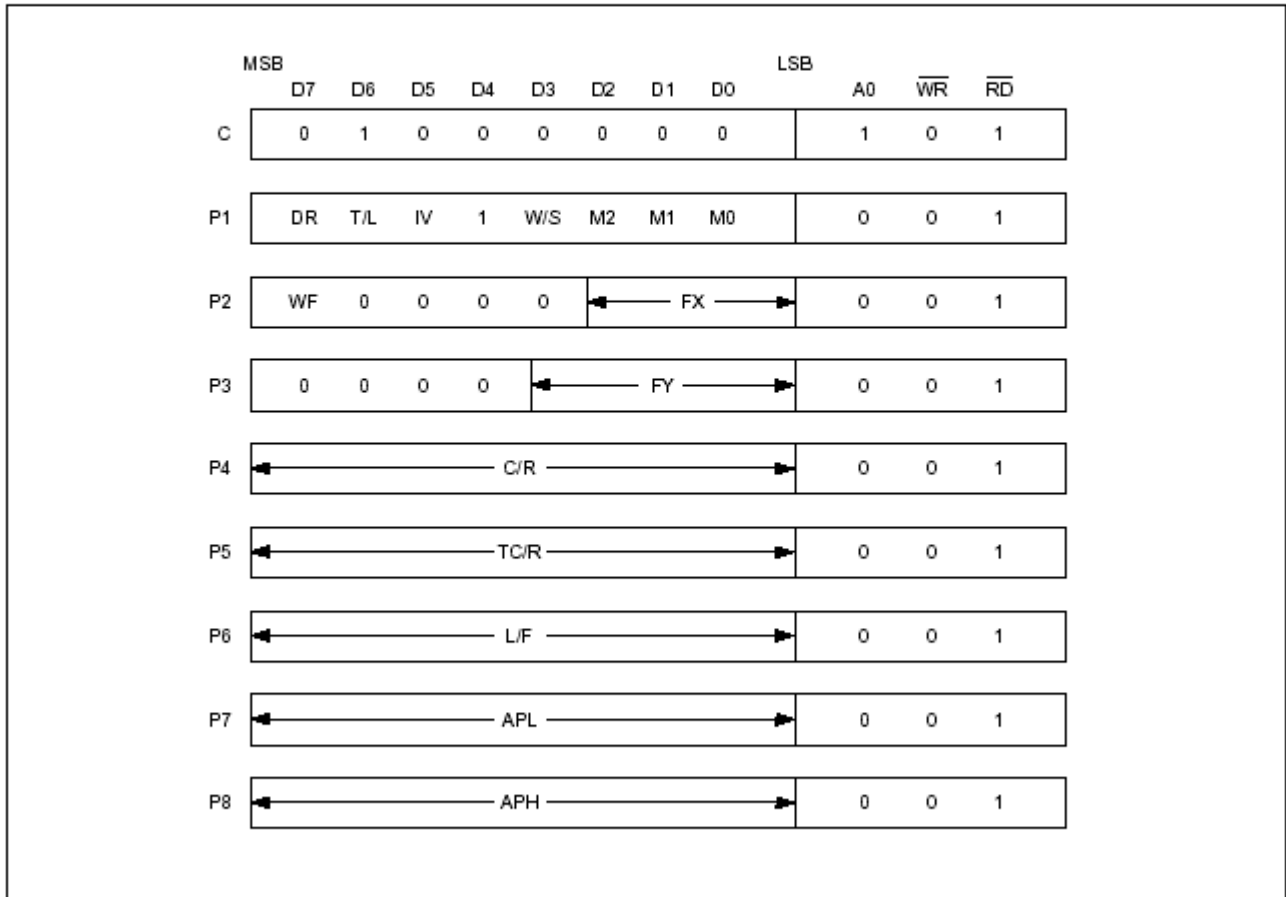 MSB LSB
D7 D6 D5 D4 D3 D2 D1 D0 A0 W̅R̅ R̅D̅
C 0 1 0 0 0 0 0 0 1 0 1
P1 DR T/L IV 1 W/S M2 M1 M0 0 0 1
P2 WF 0 0 0 0 FX 0 0 1
P3 0 0 0 0 FY 0 0 1
P4 C/R 0 0 1
P5 TC/R 0 0 1
P6 L/F 0 0 1
P7 APL 0 0 1
P8 APH 0 0 1